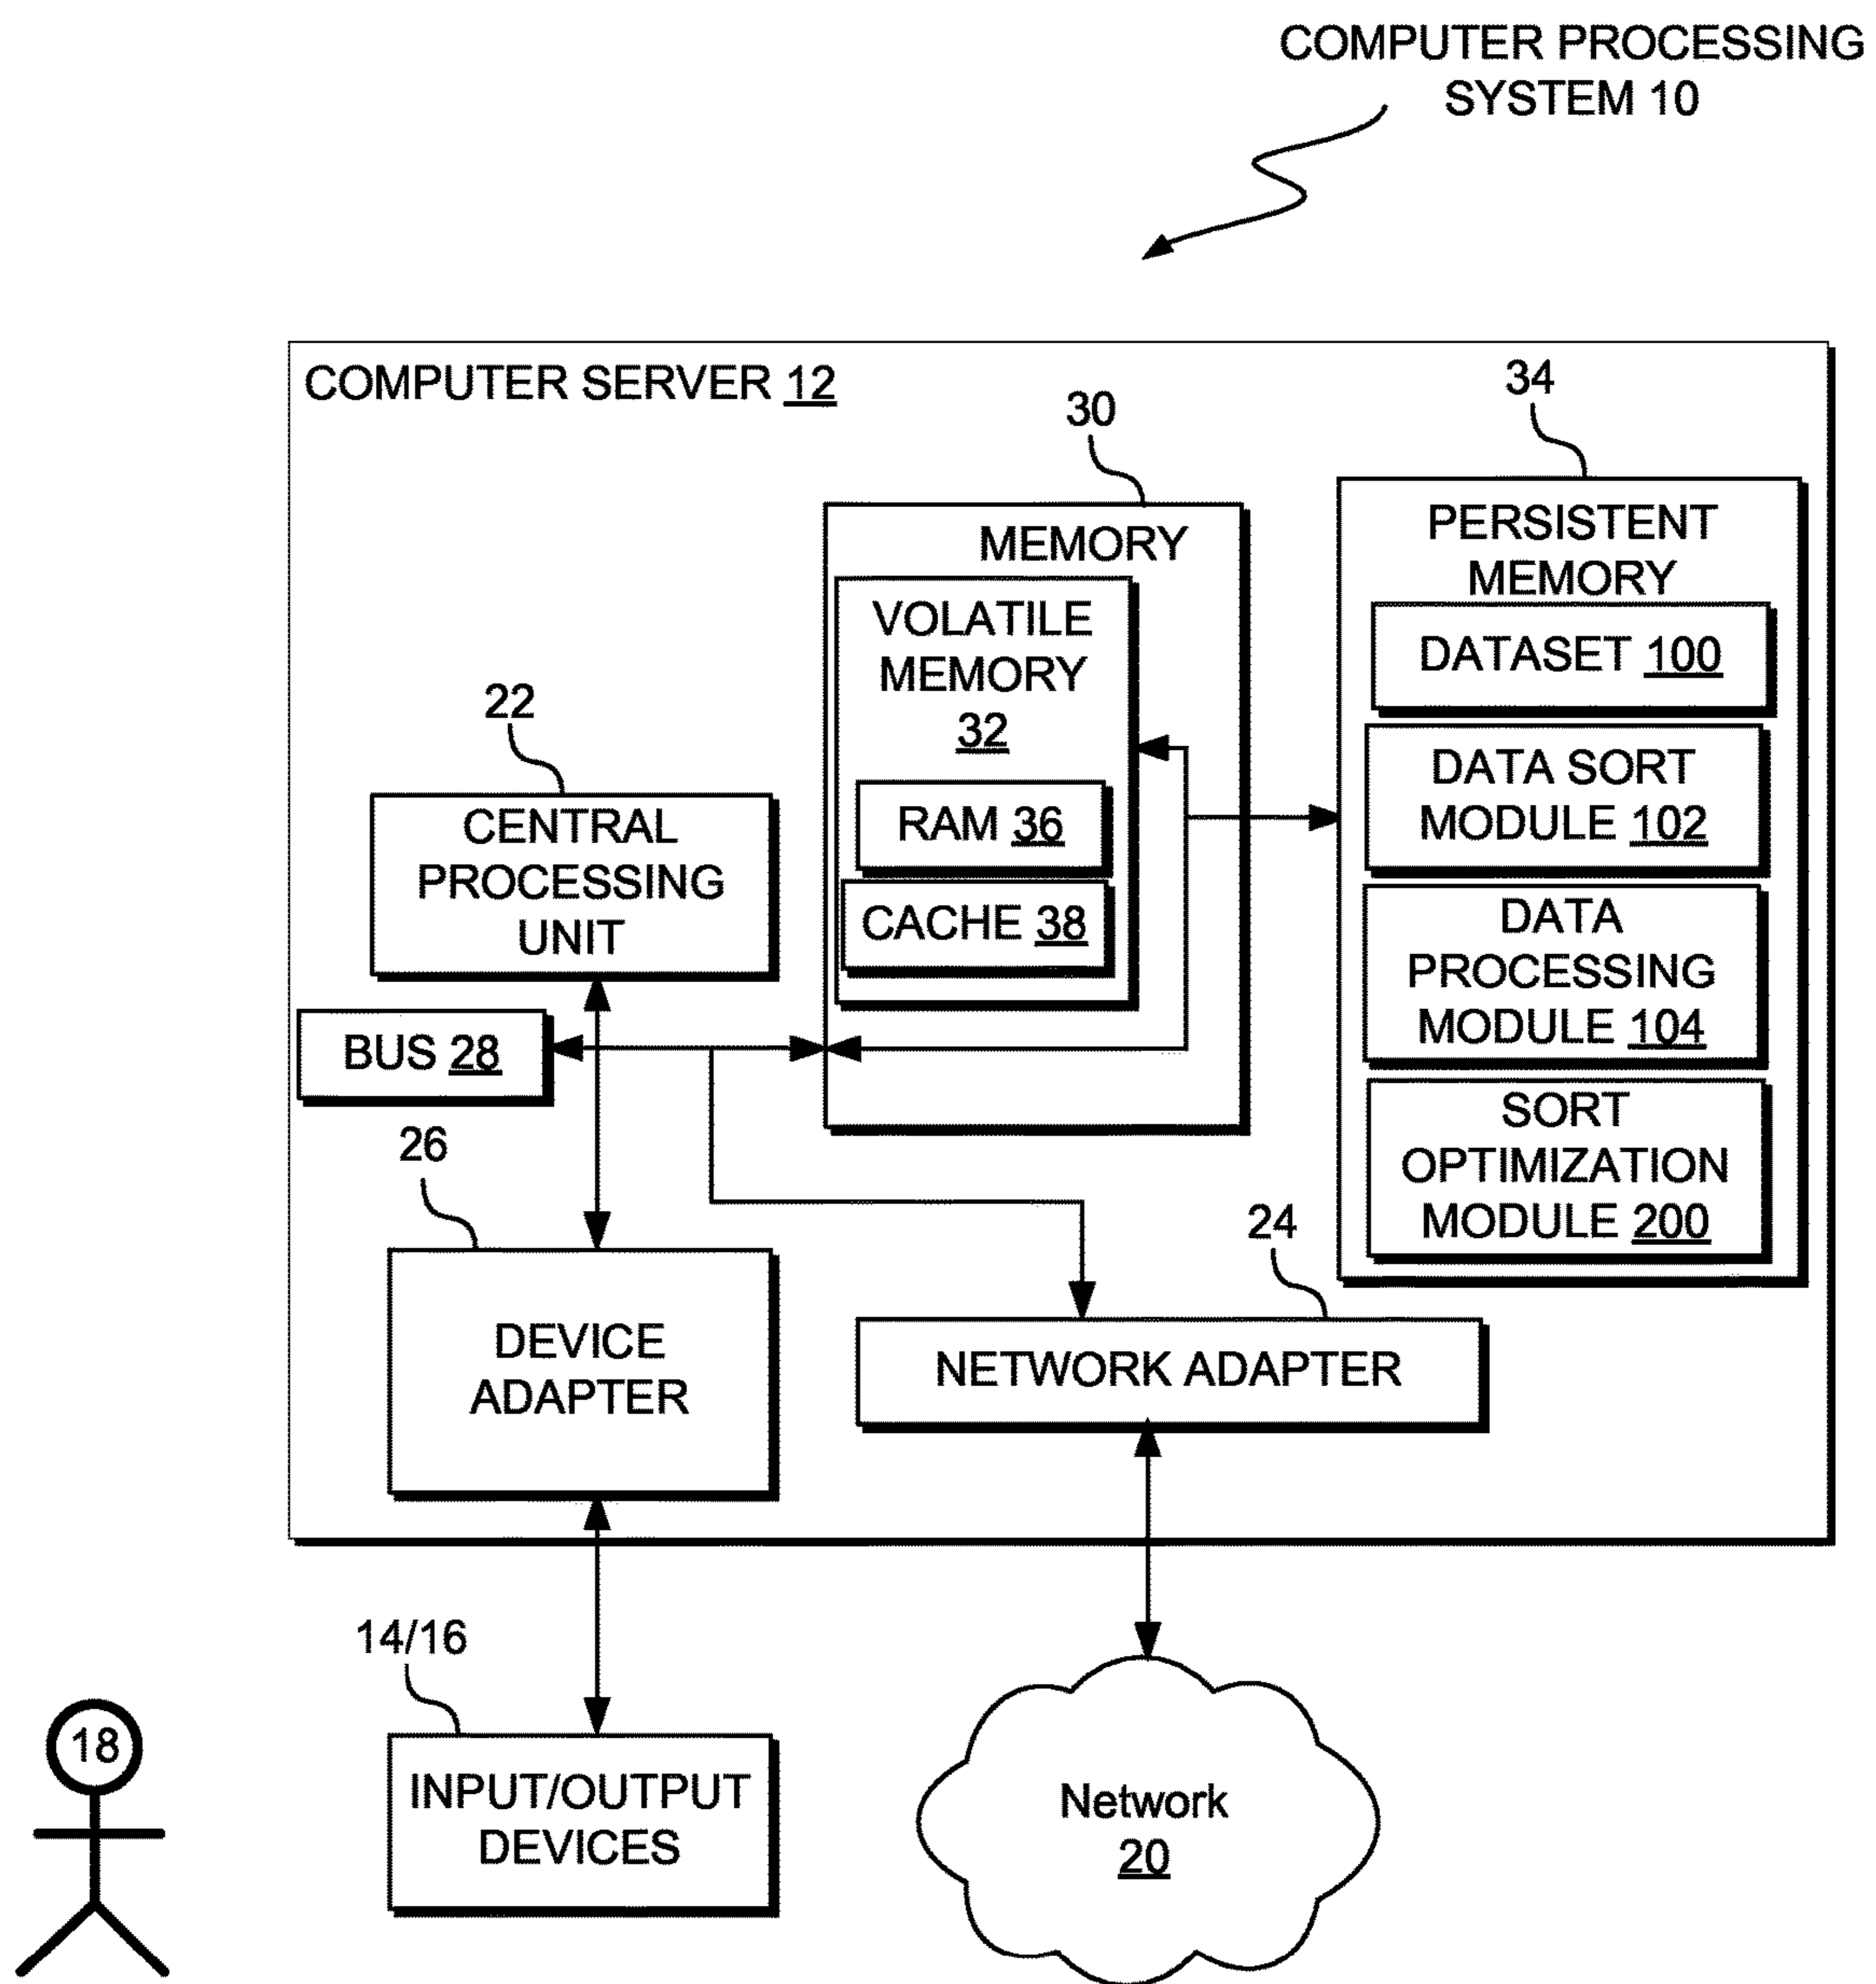 COMPUTER PROCESSING
SYSTEM 10
COMPUTER SERVER 12
34
30
PERSISTENT
MEMORY
MEMORY
VOLATILE
MEMORY
32
RAM 36
CACHE 38
DATASET 100
DATA SORT
MODULE 102
DATA
PROCESSING
MODULE 104
SORT
OPTIMIZATION
MODULE 200
22
CENTRAL
PROCESSING
UNIT
BUS 28
26
DEVICE
ADAPTER
24
NETWORK ADAPTER
14/16
INPUT/OUTPUT
DEVICES
18
Network
20